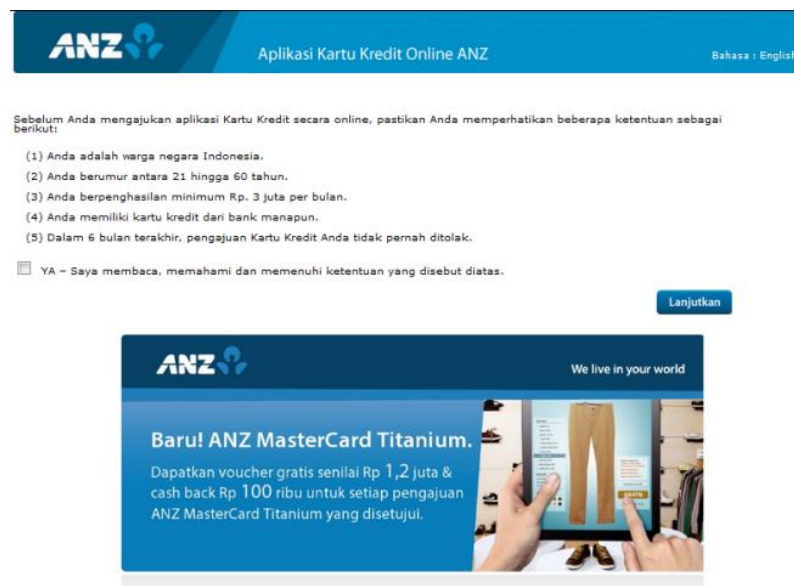 ANZ
Aplikasi Kartu Kredit Online ANZ
Bahasa : English
Sebelum Anda mengajukan aplikasi Kartu Kredit secara online, pastikan Anda memperhatikan beberapa ketentuan sebagai
berikut:
(1) Anda adalah warga negara Indonesia.
(2) Anda berumur antara 21 hingga 60 tahun.
(3) Anda berpenghasilan minimum Rp. 3 juta per bulan.
(4) Anda memiliki kartu kredit dari bank manapun.
(5) Dalam 6 bulan terakhir, pengajuan Kartu Kredit Anda tidak pernah ditolak.
YA – Saya membaca, memahami dan memenuhi ketentuan yang disebut diatas.
Lanjutkan
ANZ
We live in your world
Baru! ANZ MasterCard Titanium.
Dapatkan voucher gratis senilai Rp 1,2 juta &
cash back Rp 100 ribu untuk setiap pengajuan
ANZ MasterCard Titanium yang disetujui.
GRATIS